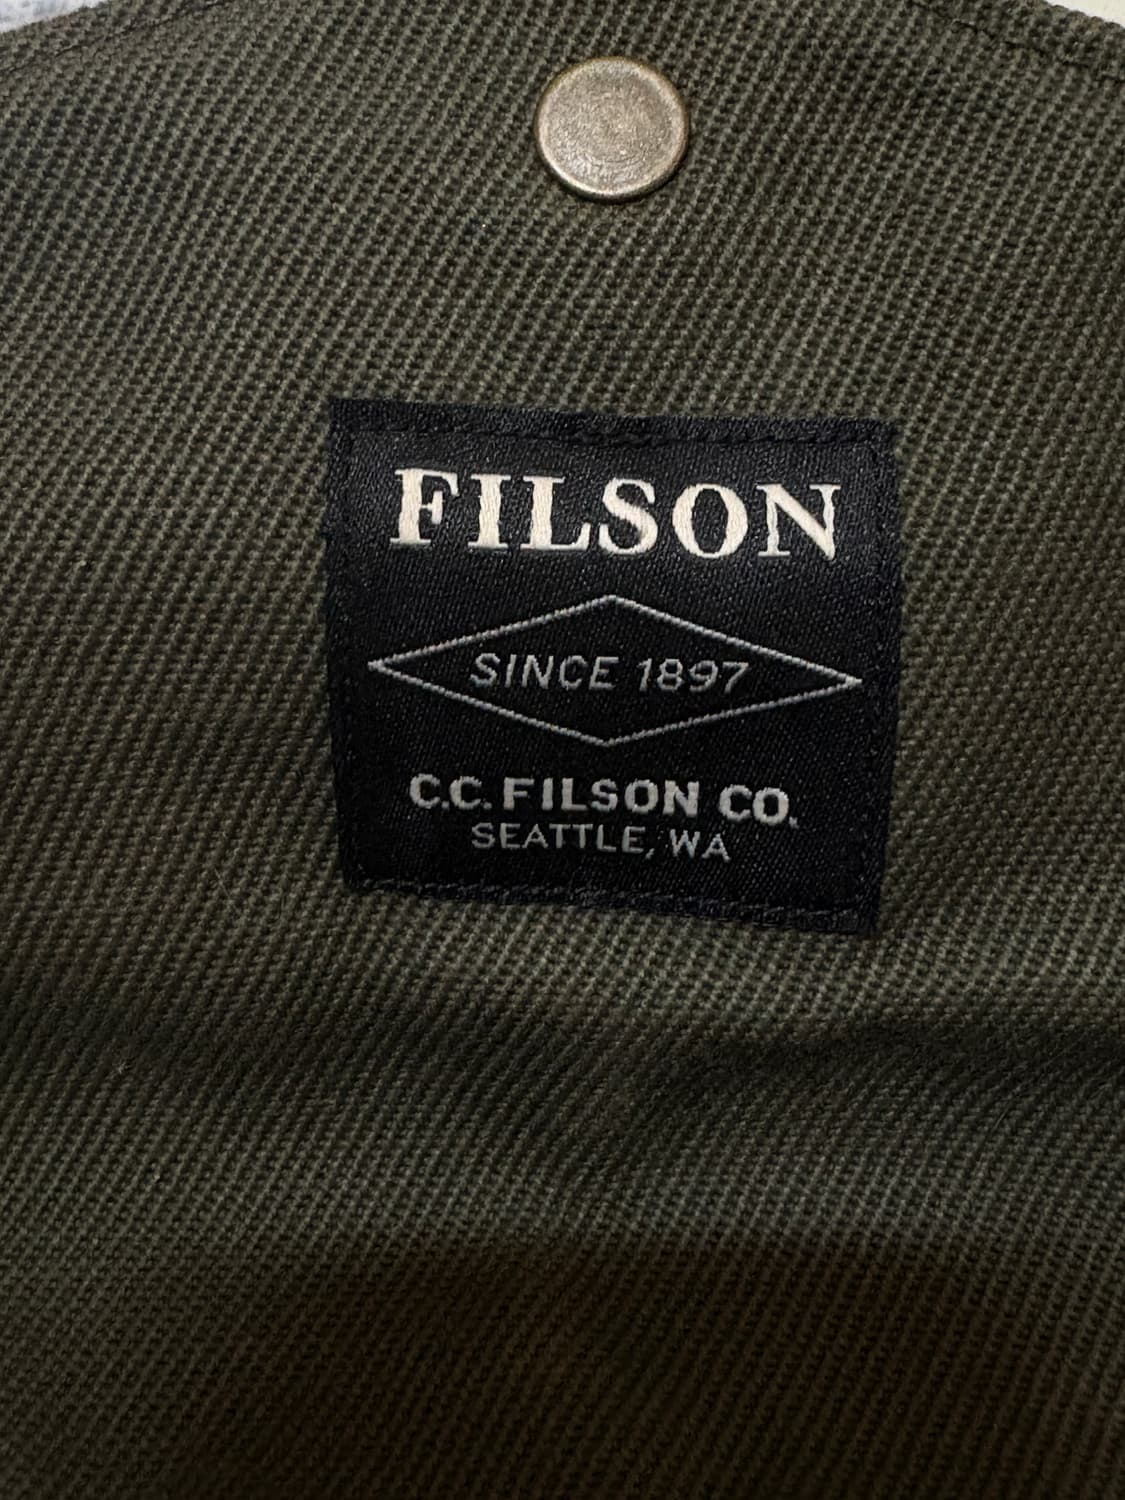 FILSON
SINCE 1897
C.C. FILSON CO.
SEATTLE, WA